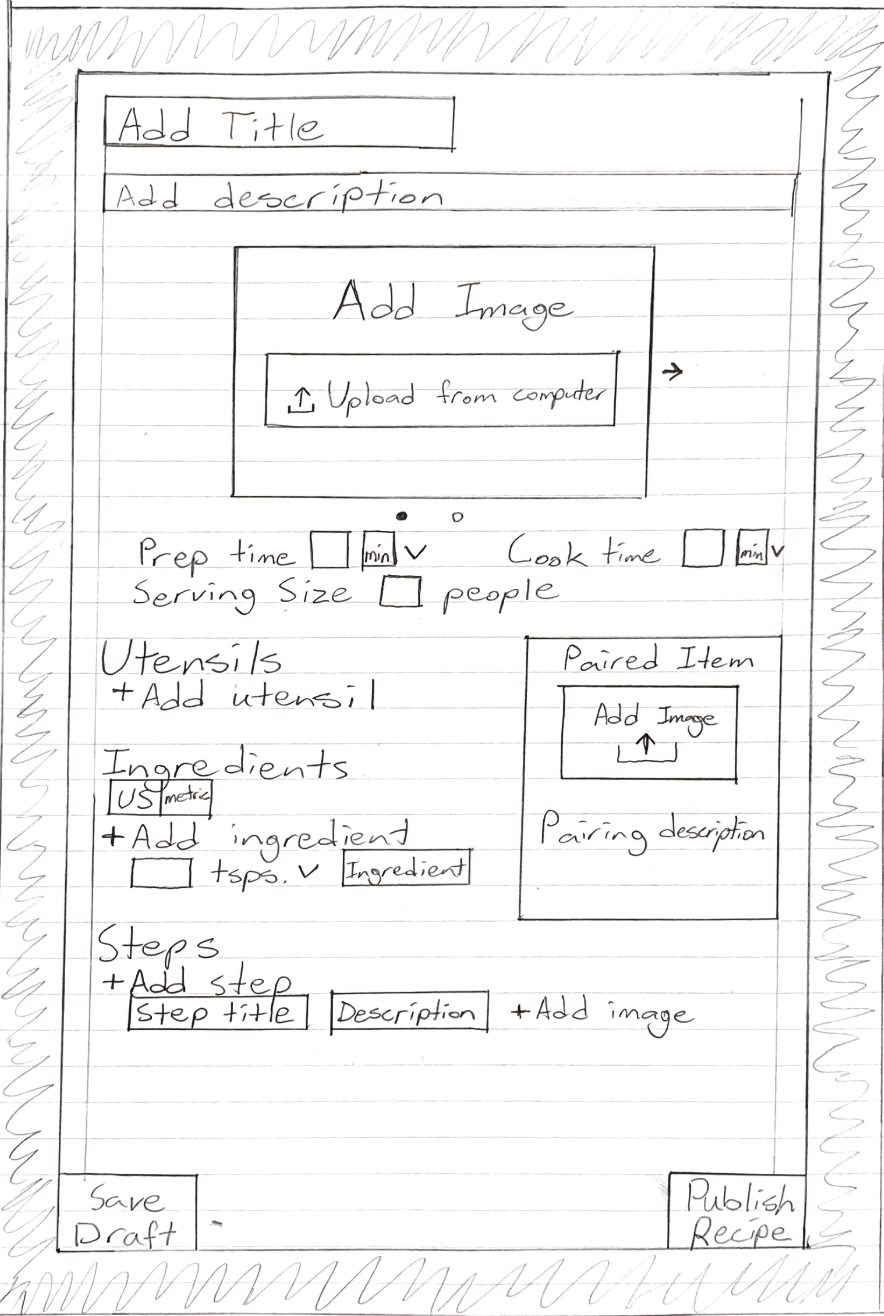 Add Title
Add description
Add Image
Upload from computer
Prep time min Cook time min
Serving Size people
Utensils
+ Add utensil
Paired Item
Add Image
Pairing description
Ingredients
US metric
+ Add ingredient
tsps. Ingredient
Steps
+ Add step
Step title Description + Add image
Save
Draft
Publish
Recipe